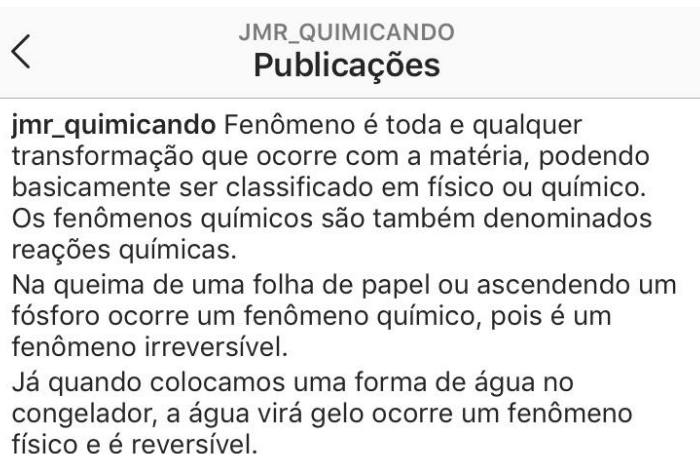 JMR_QUIMICANDO
Publicações
jmr_quimicando Fenômeno é toda e qualquer
transformação que ocorre com a matéria, podendo
basicamente ser classificado em físico ou químico.
Os fenômenos químicos são também denominados
reações químicas.
Na queima de uma folha de papel ou ascendendo um
fósforo ocorre um fenômeno químico, pois é um
fenômeno irreversível.
Já quando colocamos uma forma de água no
congelador, a água virá gelo ocorre um fenômeno
físico e é reversível.